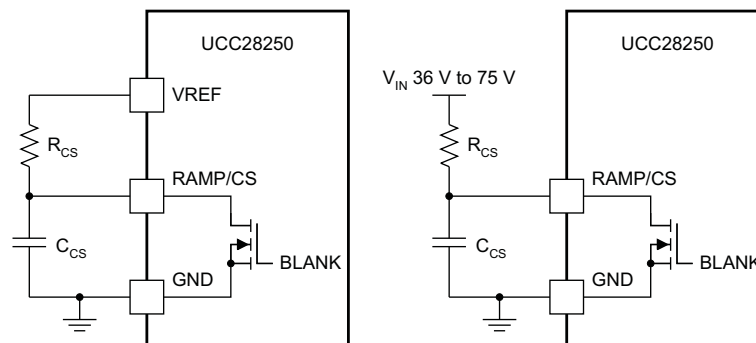 UCC28250
VREF
R_CS
RAMP/CS
C_CS
GND
BLANK
UCC28250
V_IN 36 V to 75 V
R_CS
RAMP/CS
C_CS
GND
BLANK